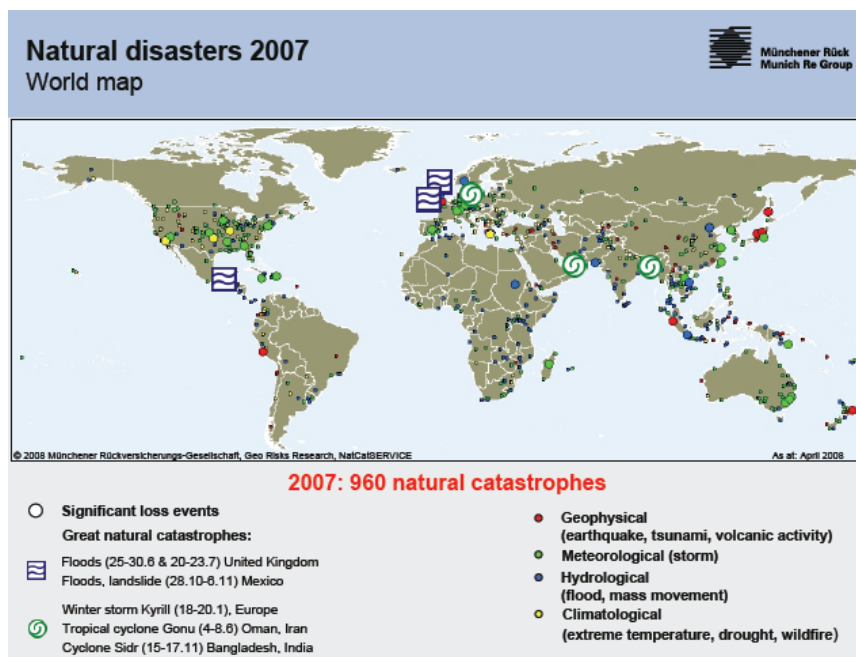 Natural disasters 2007
World map
Münchener Rück
Munich Re Group
© 2008 Münchener Rückversicherungs-Gesellschaft, Geo Risks Research, NatCatSERVICE
As at: April 2008
2007: 960 natural catastrophes
Significant loss events
Great natural catastrophes:
Floods (25-30.6 & 20-23.7) United Kingdom
Floods, landslide (28.10-6.11) Mexico
Winter storm Kyrill (18-20.1), Europe
Tropical cyclone Gonu (4-8.6) Oman, Iran
Cyclone Sidr (15-17.11) Bangladesh, India
Geophysical
(earthquake, tsunami, volcanic activity)
Meteorological (storm)
Hydrological
(flood, mass movement)
Climatological
(extreme temperature, drought, wildfire)